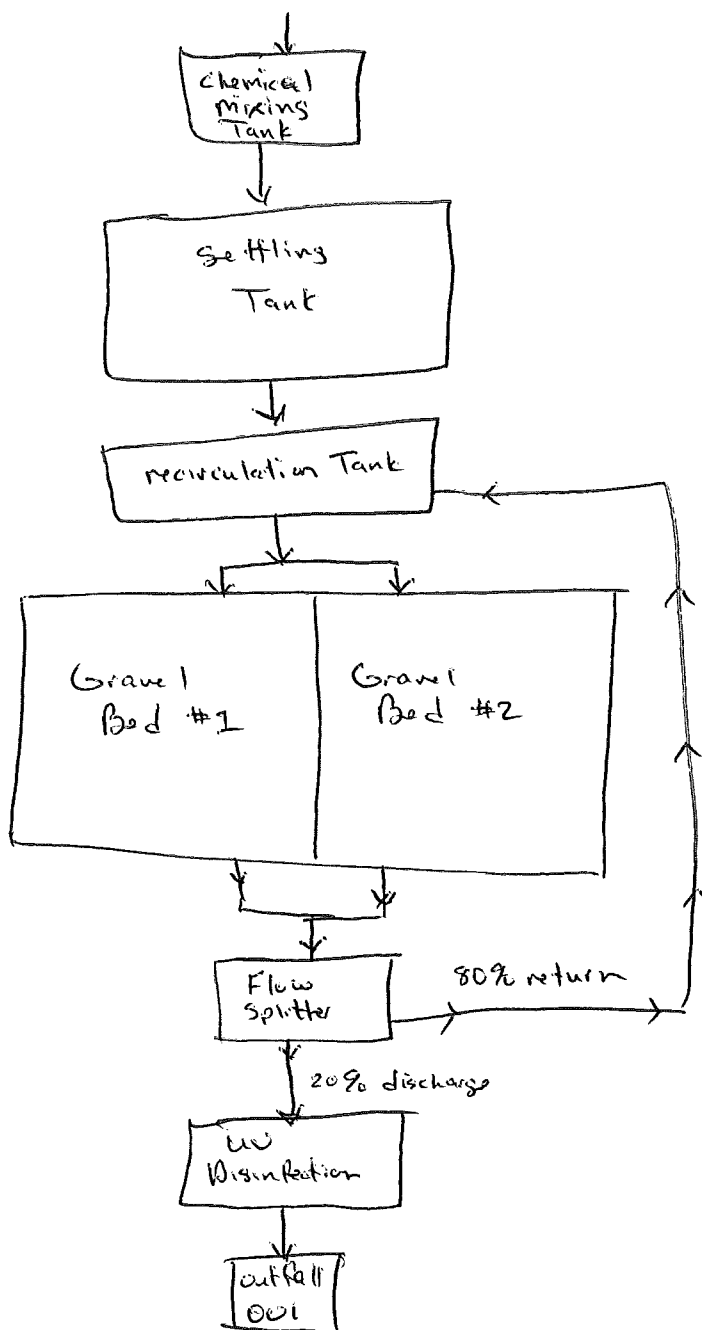 Chemical
Mixing
Tank
Settling
Tank
recirculation Tank
Gravel
Bed #1
Gravel
Bed #2
Flow
Splitter
80% return
20% discharge
UV
Disinfection
outfall
001